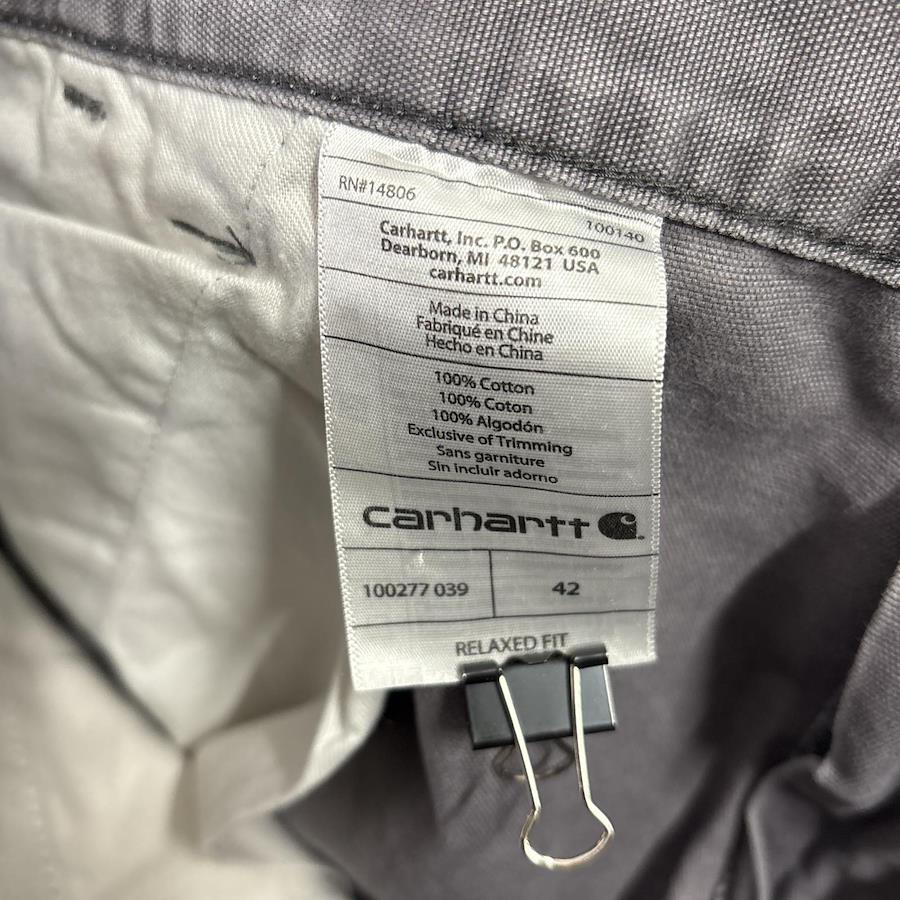 RN#14806
100140
Carhartt, Inc. P.O. Box 600
Dearborn, MI 48121 USA
carhartt.com
Made in China
Fabriqué en Chine
Hecho en China
100% Cotton
100% Coton
100% Algodón
Exclusive of Trimming
Sans garniture
Sin incluir adorno
carhartt
100277 039
42
RELAXED FIT